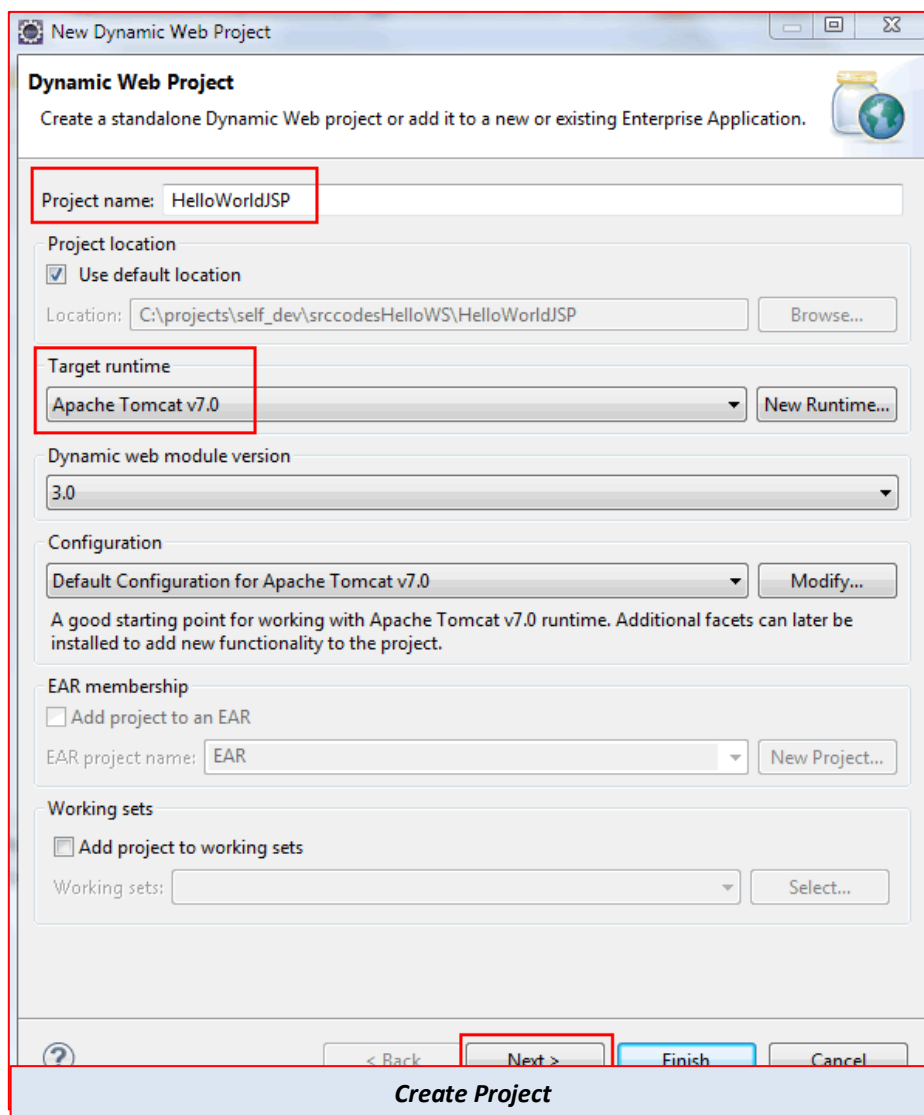 New Dynamic Web Project
Dynamic Web Project
Create a standalone Dynamic Web project or add it to a new or existing Enterprise Application.
Project name: HelloWorldJSP
Project location
Use default location
Location: C:\projects\self_dev\srccodesHelloWS\HelloWorldJSP Browse...
Target runtime
Apache Tomcat v7.0 New Runtime...
Dynamic web module version
3.0
Configuration
Default Configuration for Apache Tomcat v7.0 Modify...
A good starting point for working with Apache Tomcat v7.0 runtime. Additional facets can later be
installed to add new functionality to the project.
EAR membership
Add project to an EAR
EAR project name: EAR New Project...
Working sets
Add project to working sets
Working sets: Select...
? < Back Next > Finish Cancel
Create Project